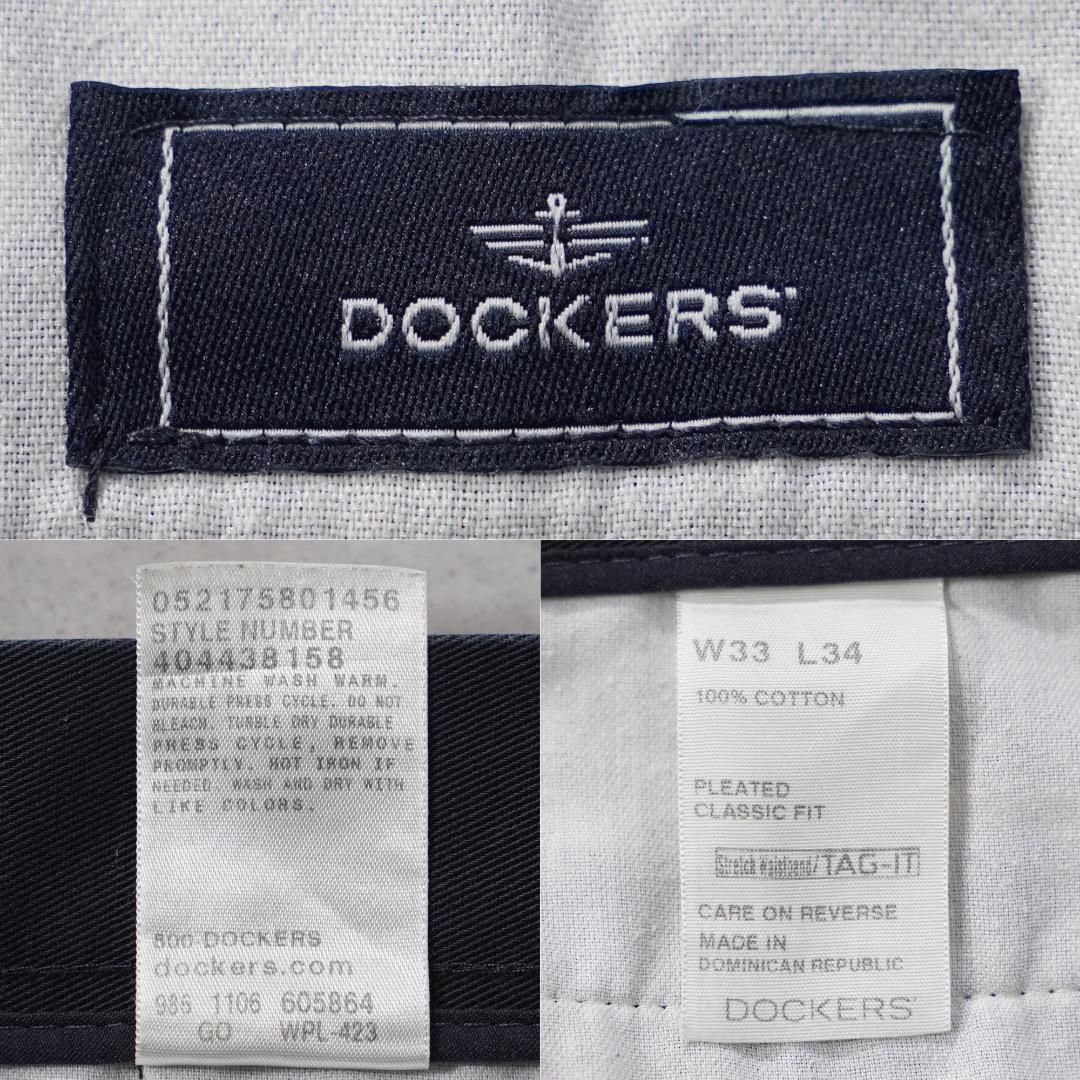 DOCKERS'
052175801456
STYLE NUMBER
404438158
MACHINE WASH WARM,
DURABLE PRESS CYCLE. DO NOT
BLEACH. TUMBLE DRY DURABLE
PRESS CYCLE, REMOVE
PROMPTLY. HOT IRON IF
NEEDED. WASH AND DRY WITH
LIKE COLORS.
800-DOCKERS
dockers.com
986 1106 605864
GO WPL-423
W33 L34
100% COTTON
PLEATED
CLASSIC FIT
Stretch Waistband/TAG-IT
CARE ON REVERSE
MADE IN
DOMINICAN REPUBLIC
DOCKERS'